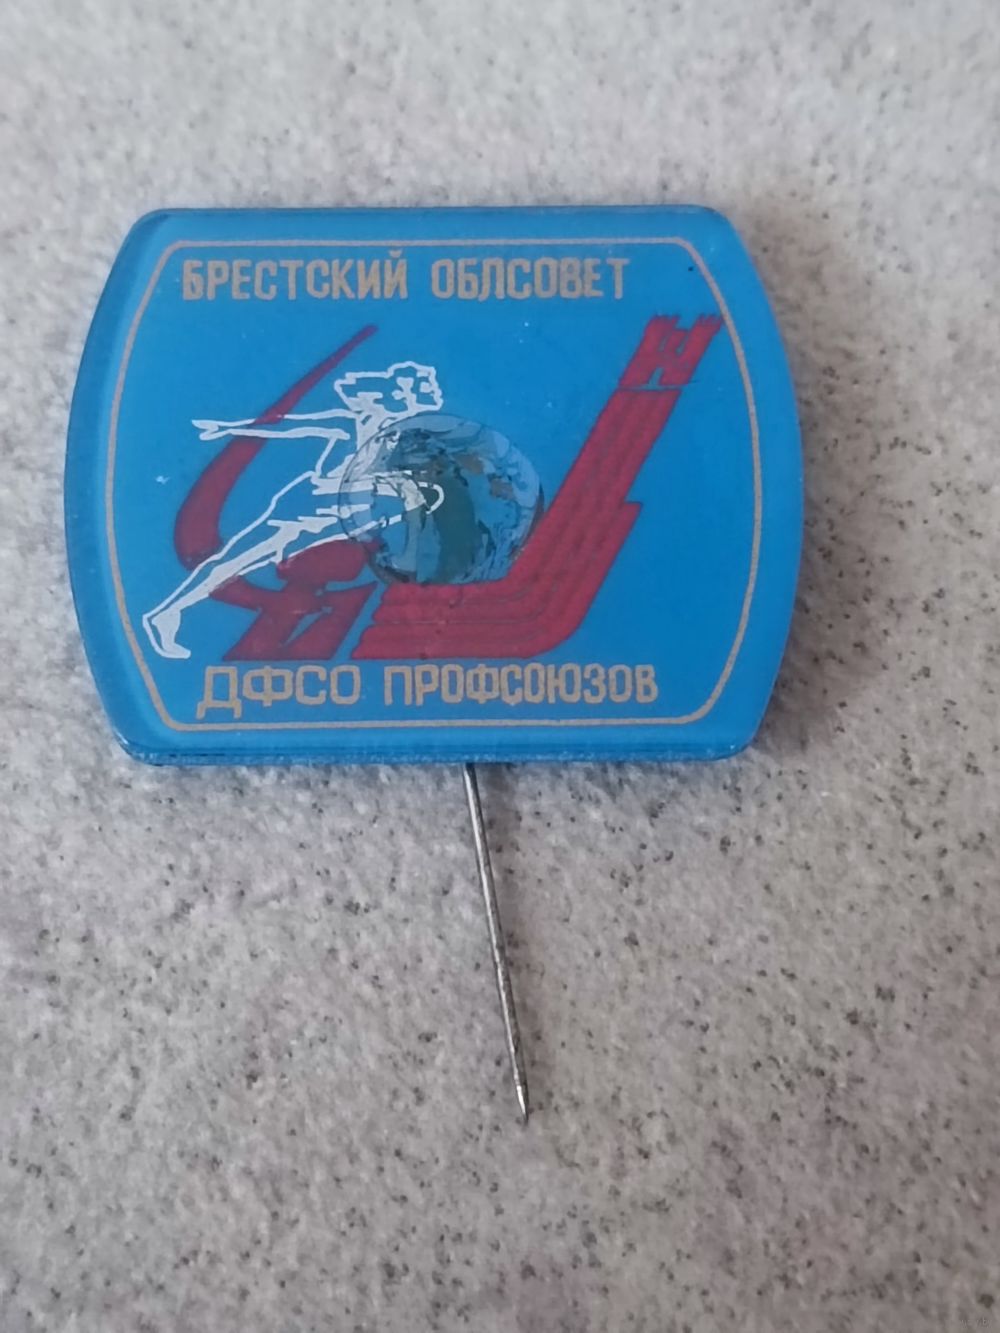 БРЕСТСКИЙ ОБЛСОВЕТ
ДФСО ПРОФСОЮЗОВ